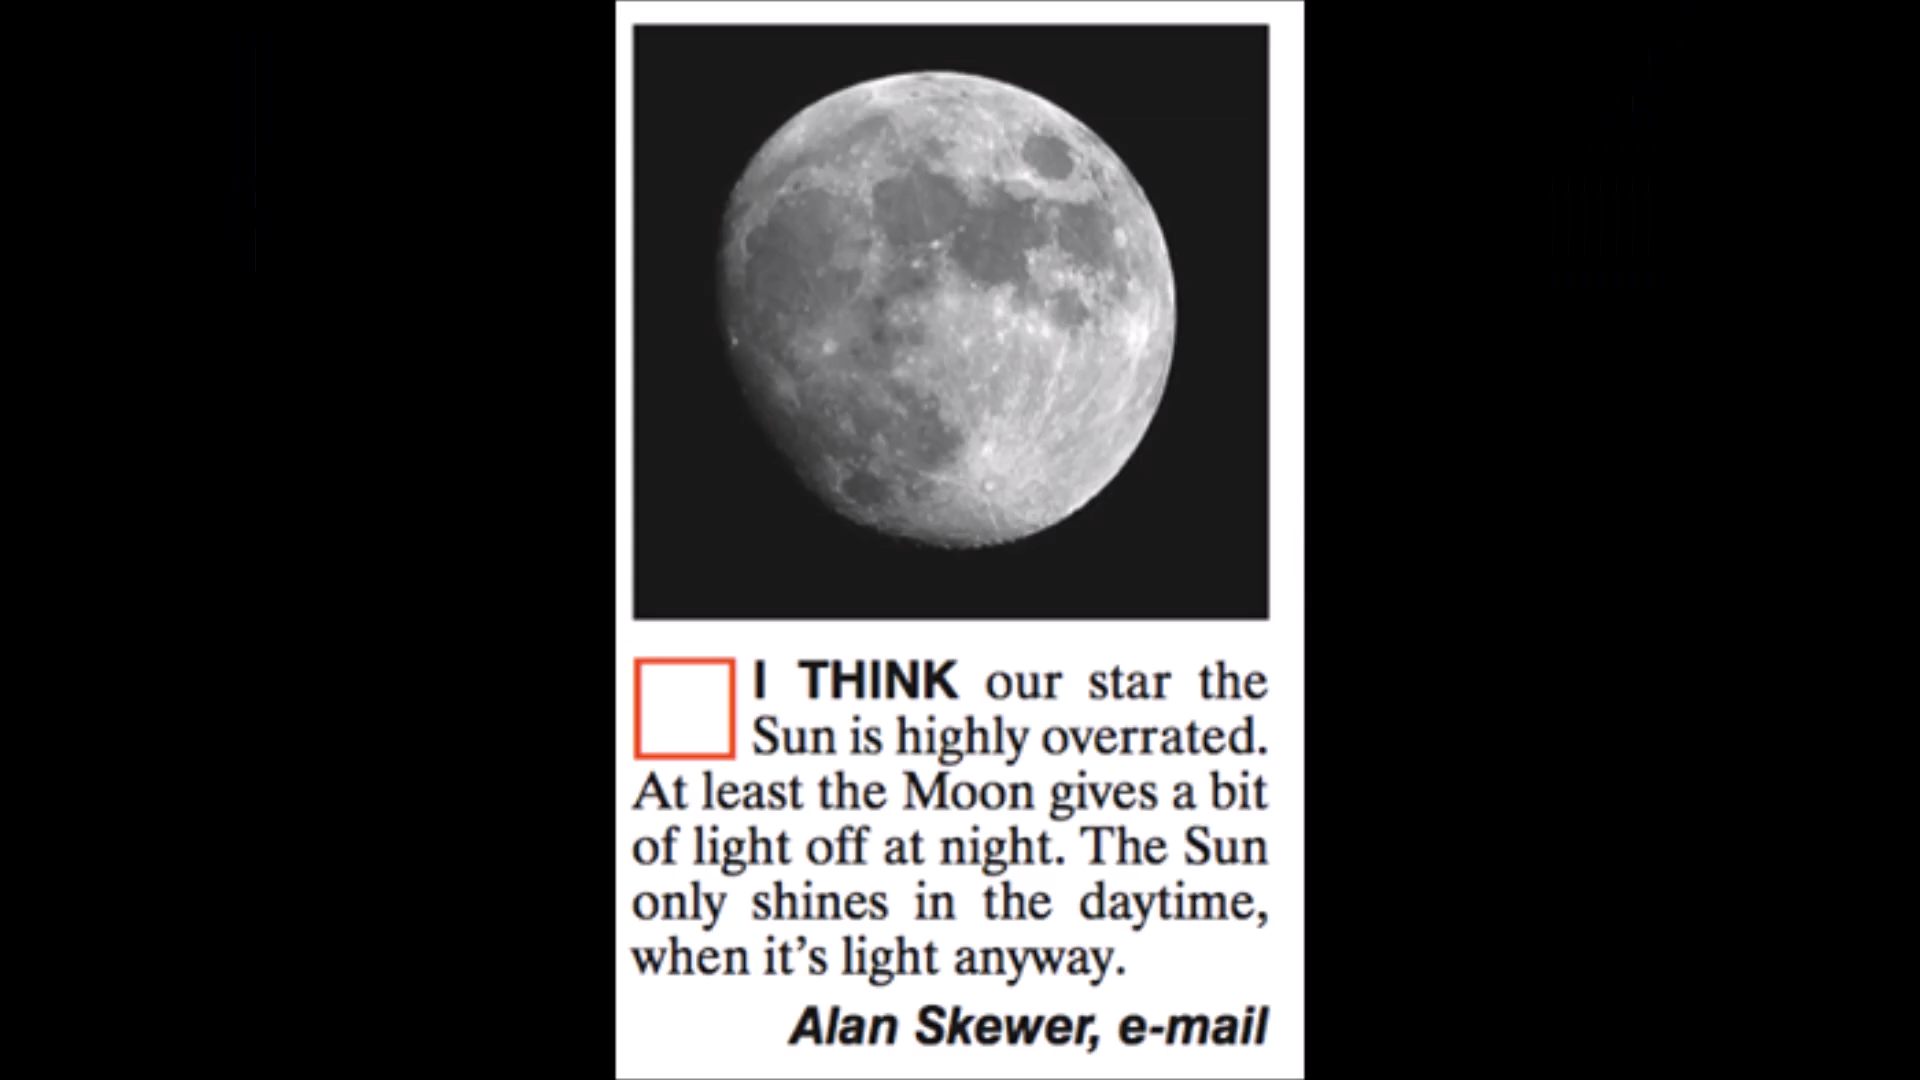 I THINK our star the
Sun is highly overrated.
At least the Moon gives a bit
of light off at night. The Sun
only shines in the daytime,
when it's light anyway.
Alan Skewer, e-mail